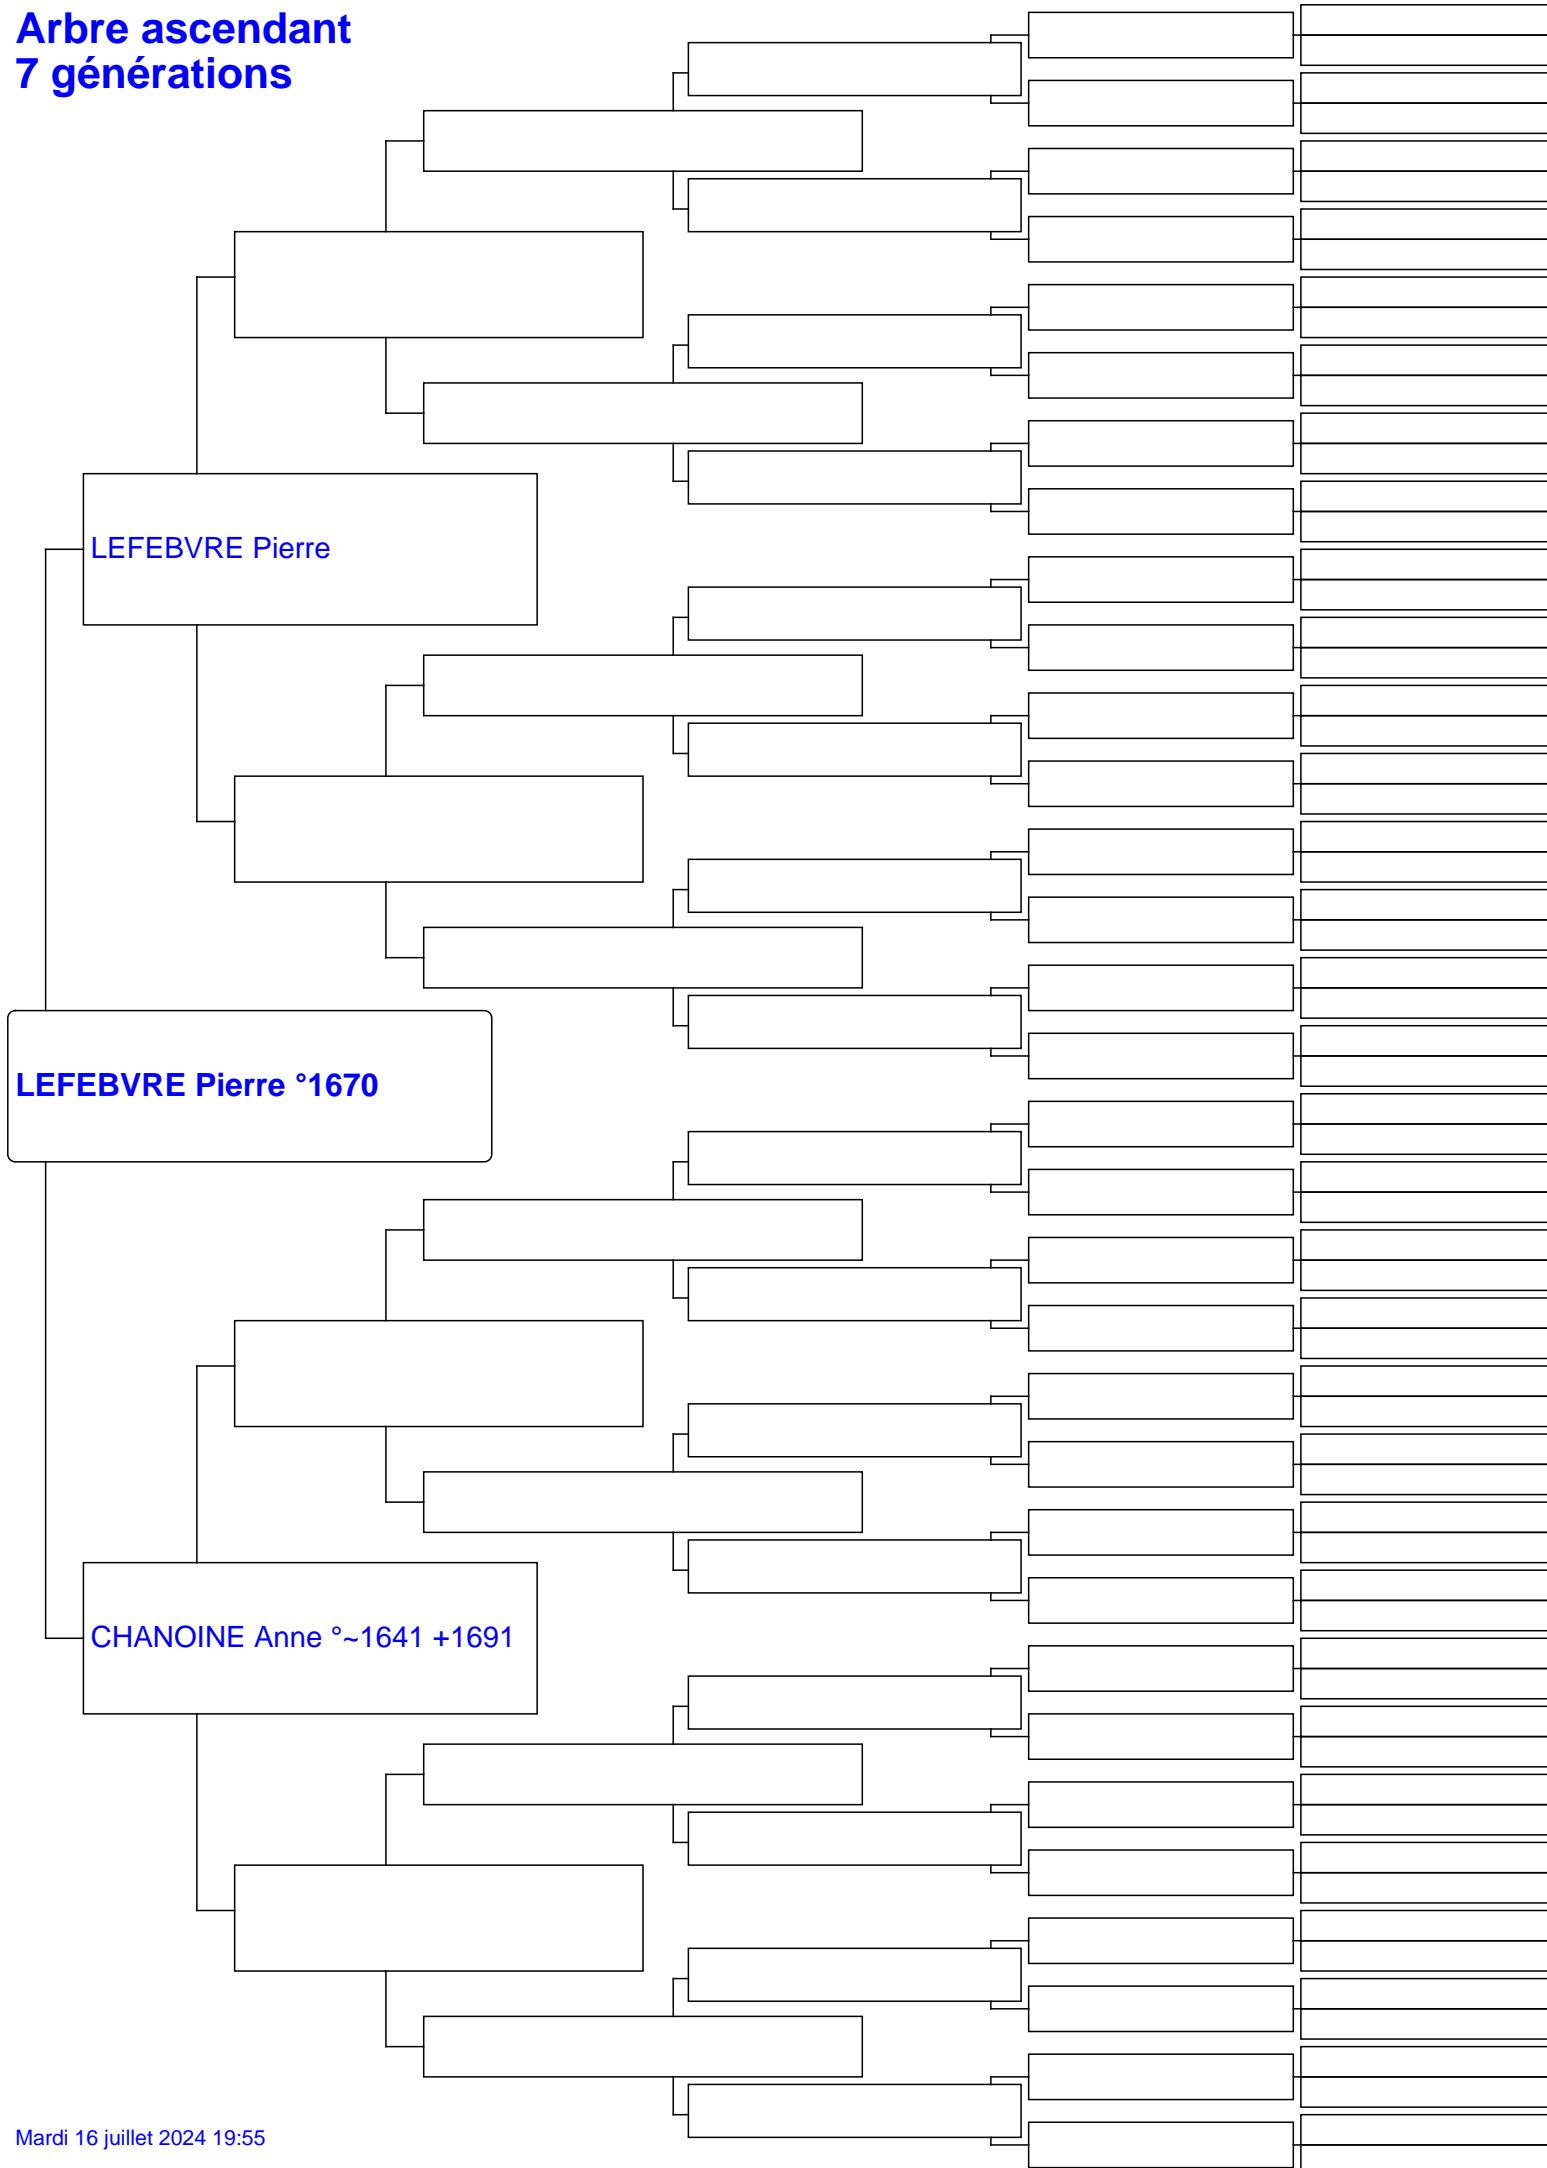 Arbre ascendant
7 générations
LEFEBVRE Pierre
LEFEBVRE Pierre °1670
CHANOINE Anne °~1641 +1691
Mardi 16 juillet 2024 19:55